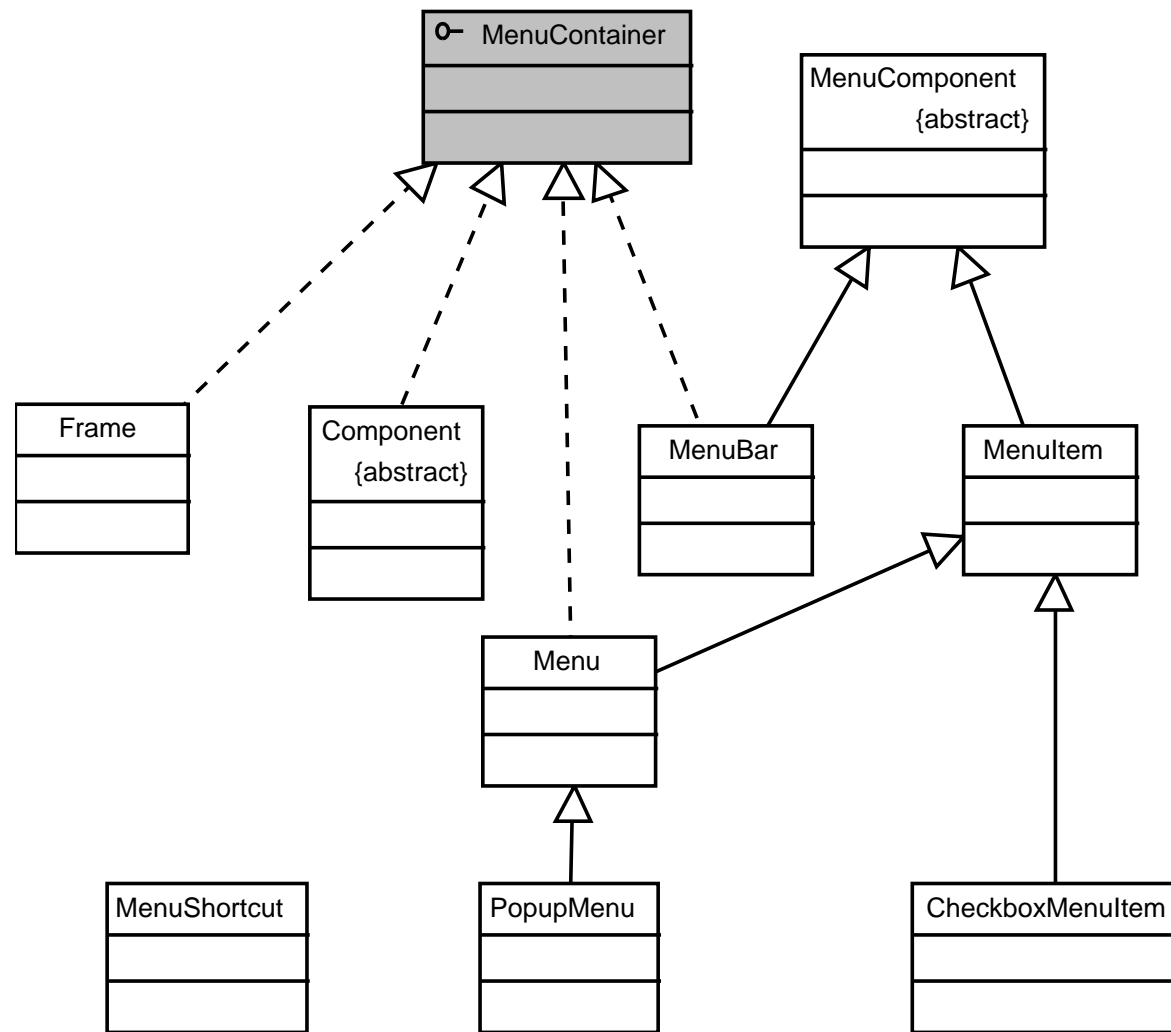 MenuContainer
MenuComponent
{abstract}
Frame
Component
{abstract}
MenuBar
MenuItem
Menu
MenuShortcut
PopupMenu
CheckboxMenuItem